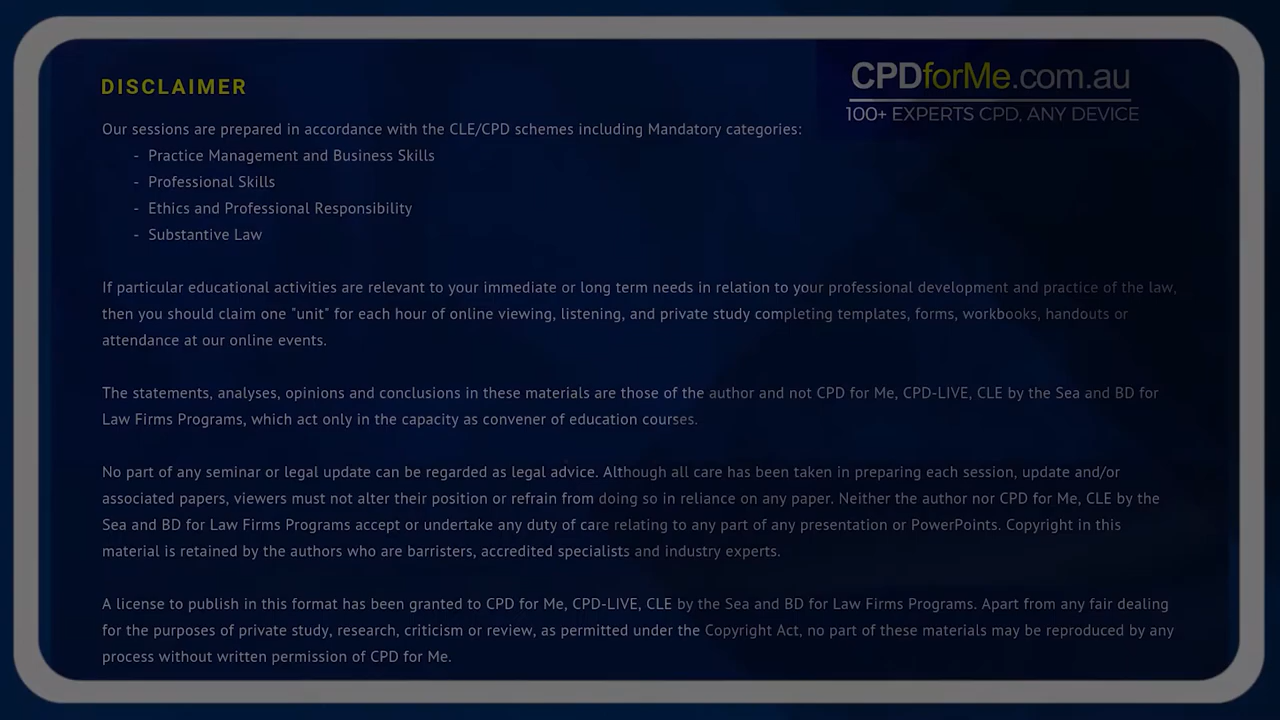 DISCLAIMER
CPDforMe.com.au
100+ EXPERTS CPD, ANY DEVICE
Our sessions are prepared in accordance with the CLE/CPD schemes including Mandatory categories:
- Practice Management and Business Skills
- Professional Skills
- Ethics and Professional Responsibility
- Substantive Law
If particular educational activities are relevant to your immediate or long term needs in relation to your professional development and practice of the law,
then you should claim one "unit" for each hour of online viewing, listening, and private study completing templates, forms, workbooks, handouts or
attendance at our online events.
The statements, analyses, opinions and conclusions in these materials are those of the author and not CPD for Me, CPD-LIVE, CLE by the Sea and BD for
Law Firms Programs, which act only in the capacity as convener of education courses.
No part of any seminar or legal update can be regarded as legal advice. Although all care has been taken in preparing each session, update and/or
associated papers, viewers must not alter their position or refrain from doing so in reliance on any paper. Neither the author nor CPD for Me, CLE by the
Sea and BD for Law Firms Programs accept or undertake any duty of care relating to any part of any presentation or PowerPoints. Copyright in this
material is retained by the authors who are barristers, accredited specialists and industry experts.
A license to publish in this format has been granted to CPD for Me, CPD-LIVE, CLE by the Sea and BD for Law Firms Programs. Apart from any fair dealing
for the purposes of private study, research, criticism or review, as permitted under the Copyright Act, no part of these materials may be reproduced by any
process without written permission of CPD for Me.